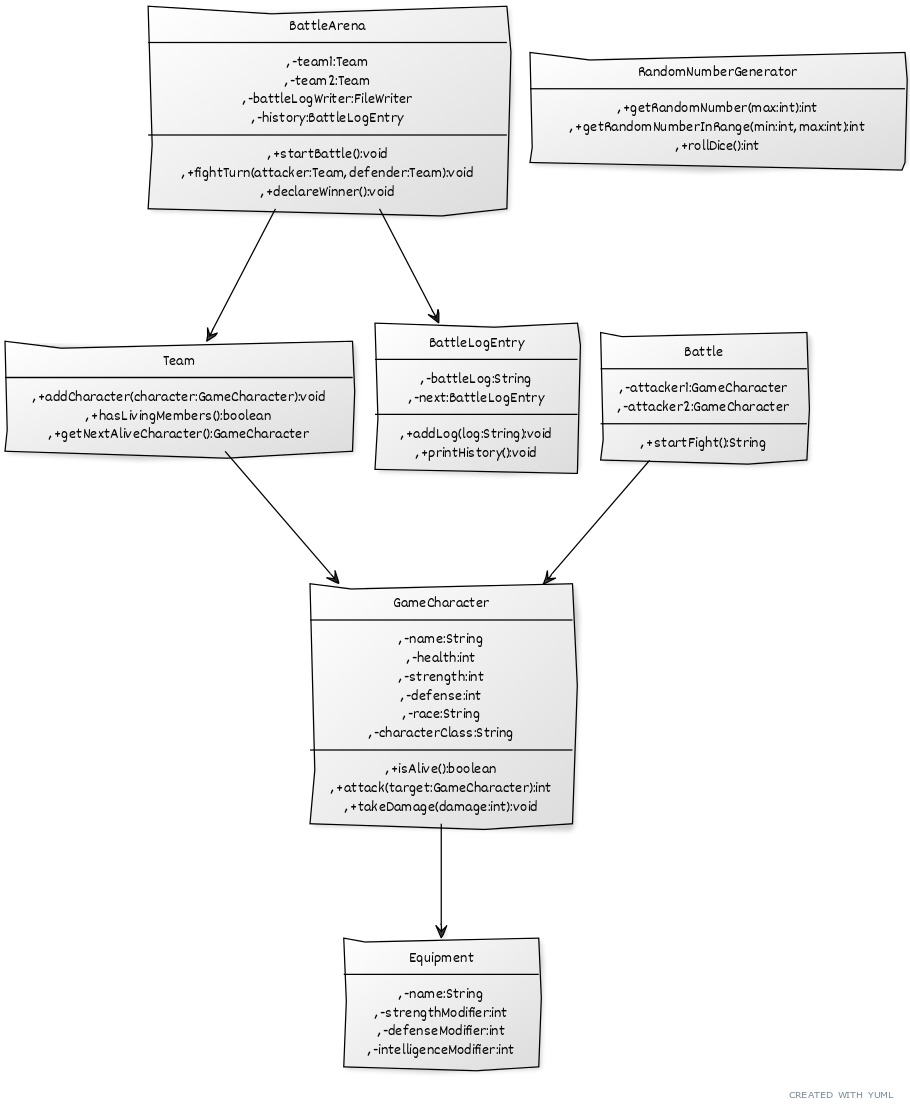 BattleArena
,-team1:Team
,-team2:Team
,-battleLogWriter:FileWriter
,-history:BattleLogEntry
,+startBattle():void
,+fightTurn(attacker:Team, defender:Team):void
,+declareWinner():void
RandomNumberGenerator
,+getRandomNumber(max:int):int
,+getRandomNumberInRange(min:int, max:int):int
,+rollDice():int
Team
,+addCharacter(character:GameCharacter):void
,+hasLivingMembers():boolean
,+getNextAliveCharacter():GameCharacter
BattleLogEntry
,-battleLog:String
,-next:BattleLogEntry
,+addLog(log:String):void
,+printHistory():void
Battle
,-attacker1:GameCharacter
,-attacker2:GameCharacter
,+startFight():String
GameCharacter
,-name:String
,-health:int
,-strength:int
,-defense:int
,-race:String
,-characterClass:String
,+isAlive():boolean
,+attack(target:GameCharacter):int
,+takeDamage(damage:int):void
Equipment
,-name:String
,-strengthModifier:int
,-defenseModifier:int
,-intelligenceModifier:int
CREATED WITH YUML